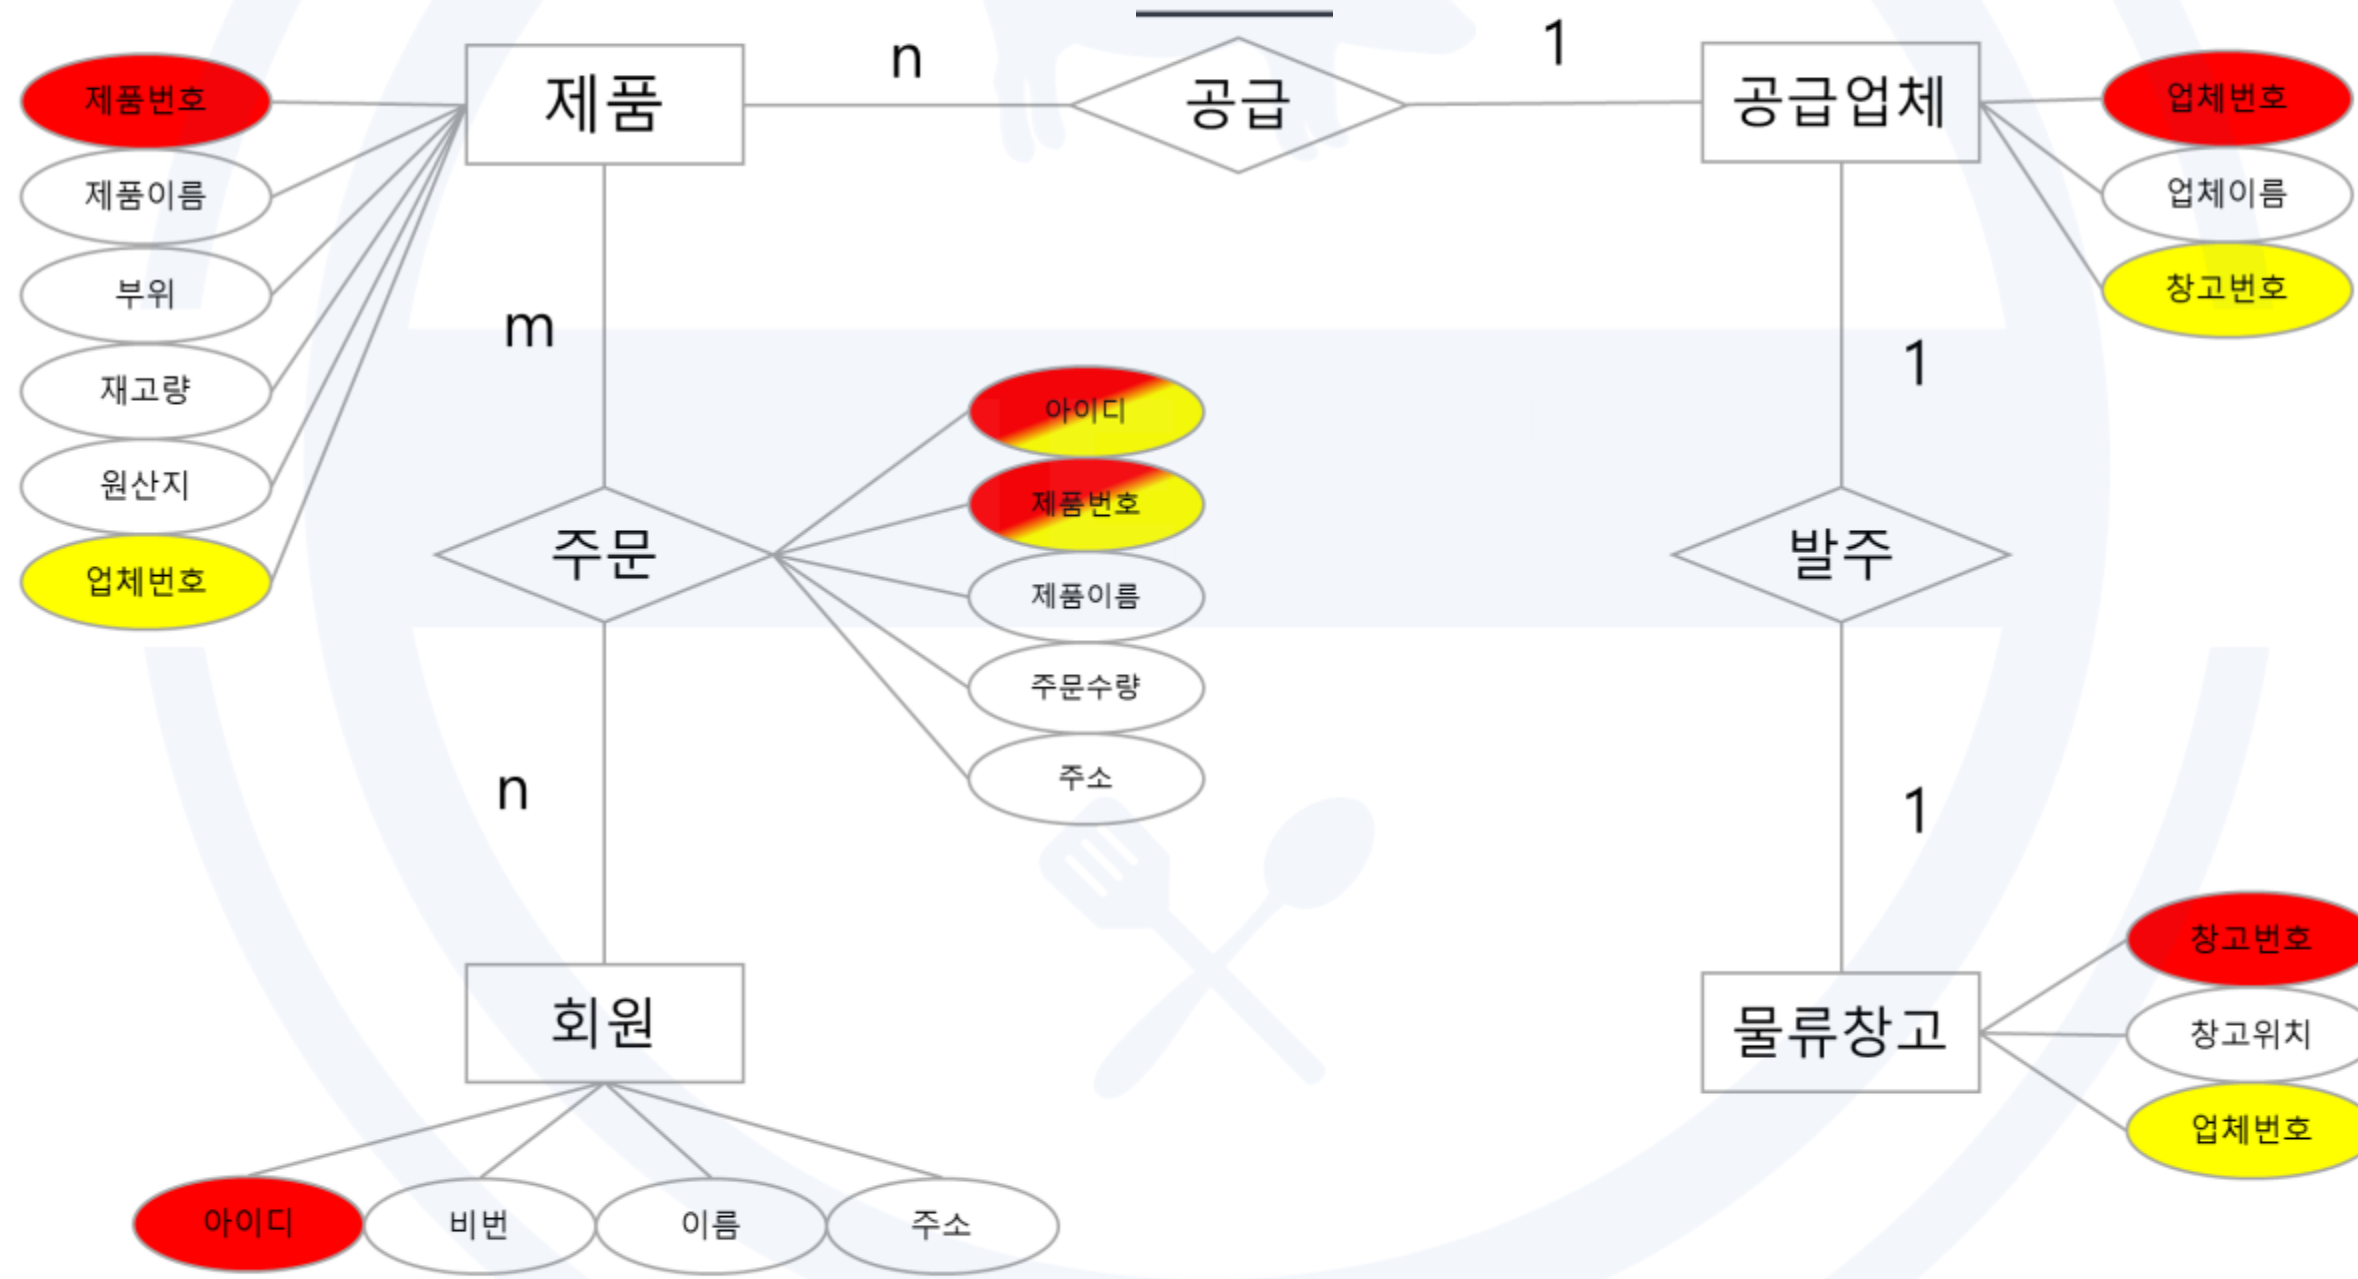 제품번호
제품이름
부위
재고량
원산지
업체번호
제품
n
공급
1
공급업체
업체번호
업체이름
창고번호
m
1
주문
아이디
제품번호
제품이름
주문수량
주소
발주
n
1
회원
아이디
비번
이름
주소
물류창고
창고번호
창고위치
업체번호